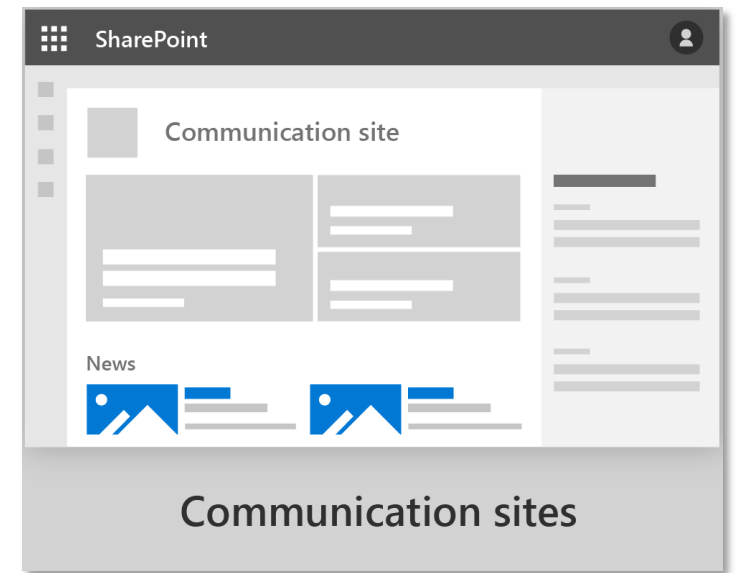 SharePoint
Communication site
News
Communication sites